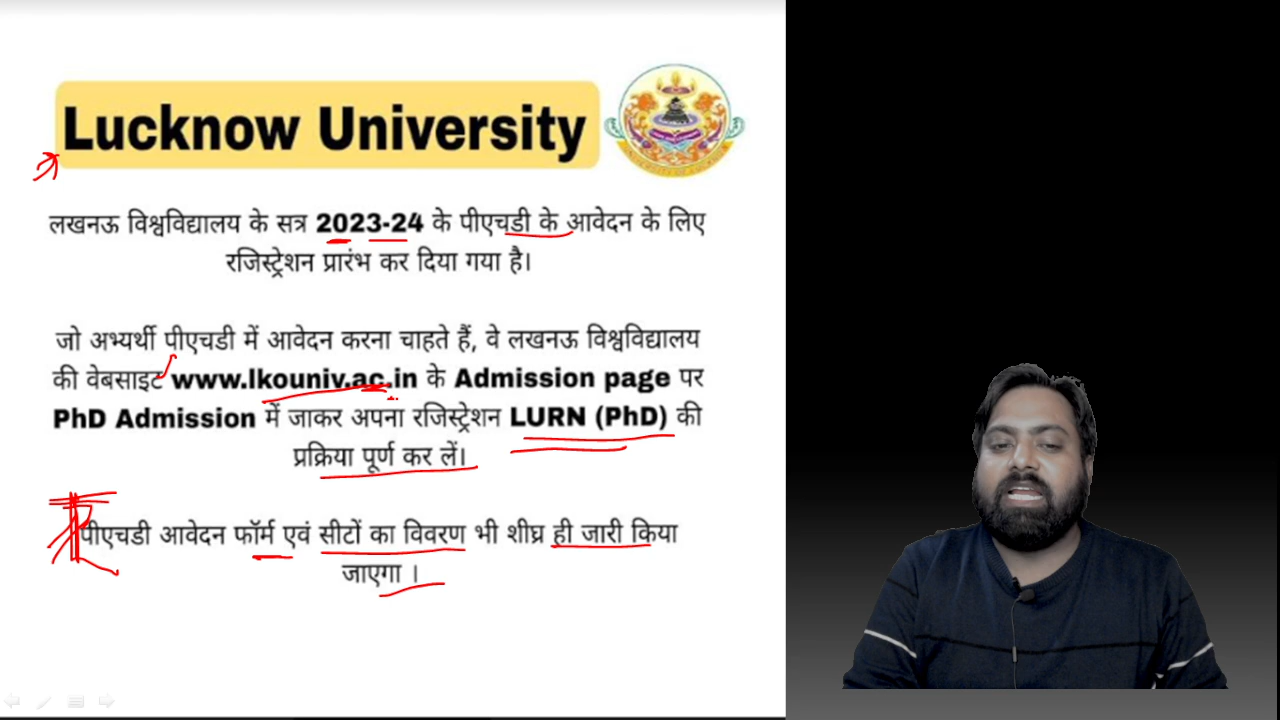 Lucknow University
लखनऊ विश्वविद्यालय के सत्र 2023-24 के पीएचडी के आवेदन के लिए
रजिस्ट्रेशन प्रारंभ कर दिया गया है।
जो अभ्यर्थी पीएचडी में आवेदन करना चाहते हैं, वे लखनऊ विश्वविद्यालय
की वेबसाइट www.lkouniv.ac.in के Admission page पर
PhD Admission में जाकर अपना रजिस्ट्रेशन LURN (PhD) की
प्रक्रिया पूर्ण कर लें।
पीएचडी आवेदन फॉर्म एवं सीटों का विवरण भी शीघ्र ही जारी किया
जाएगा ।